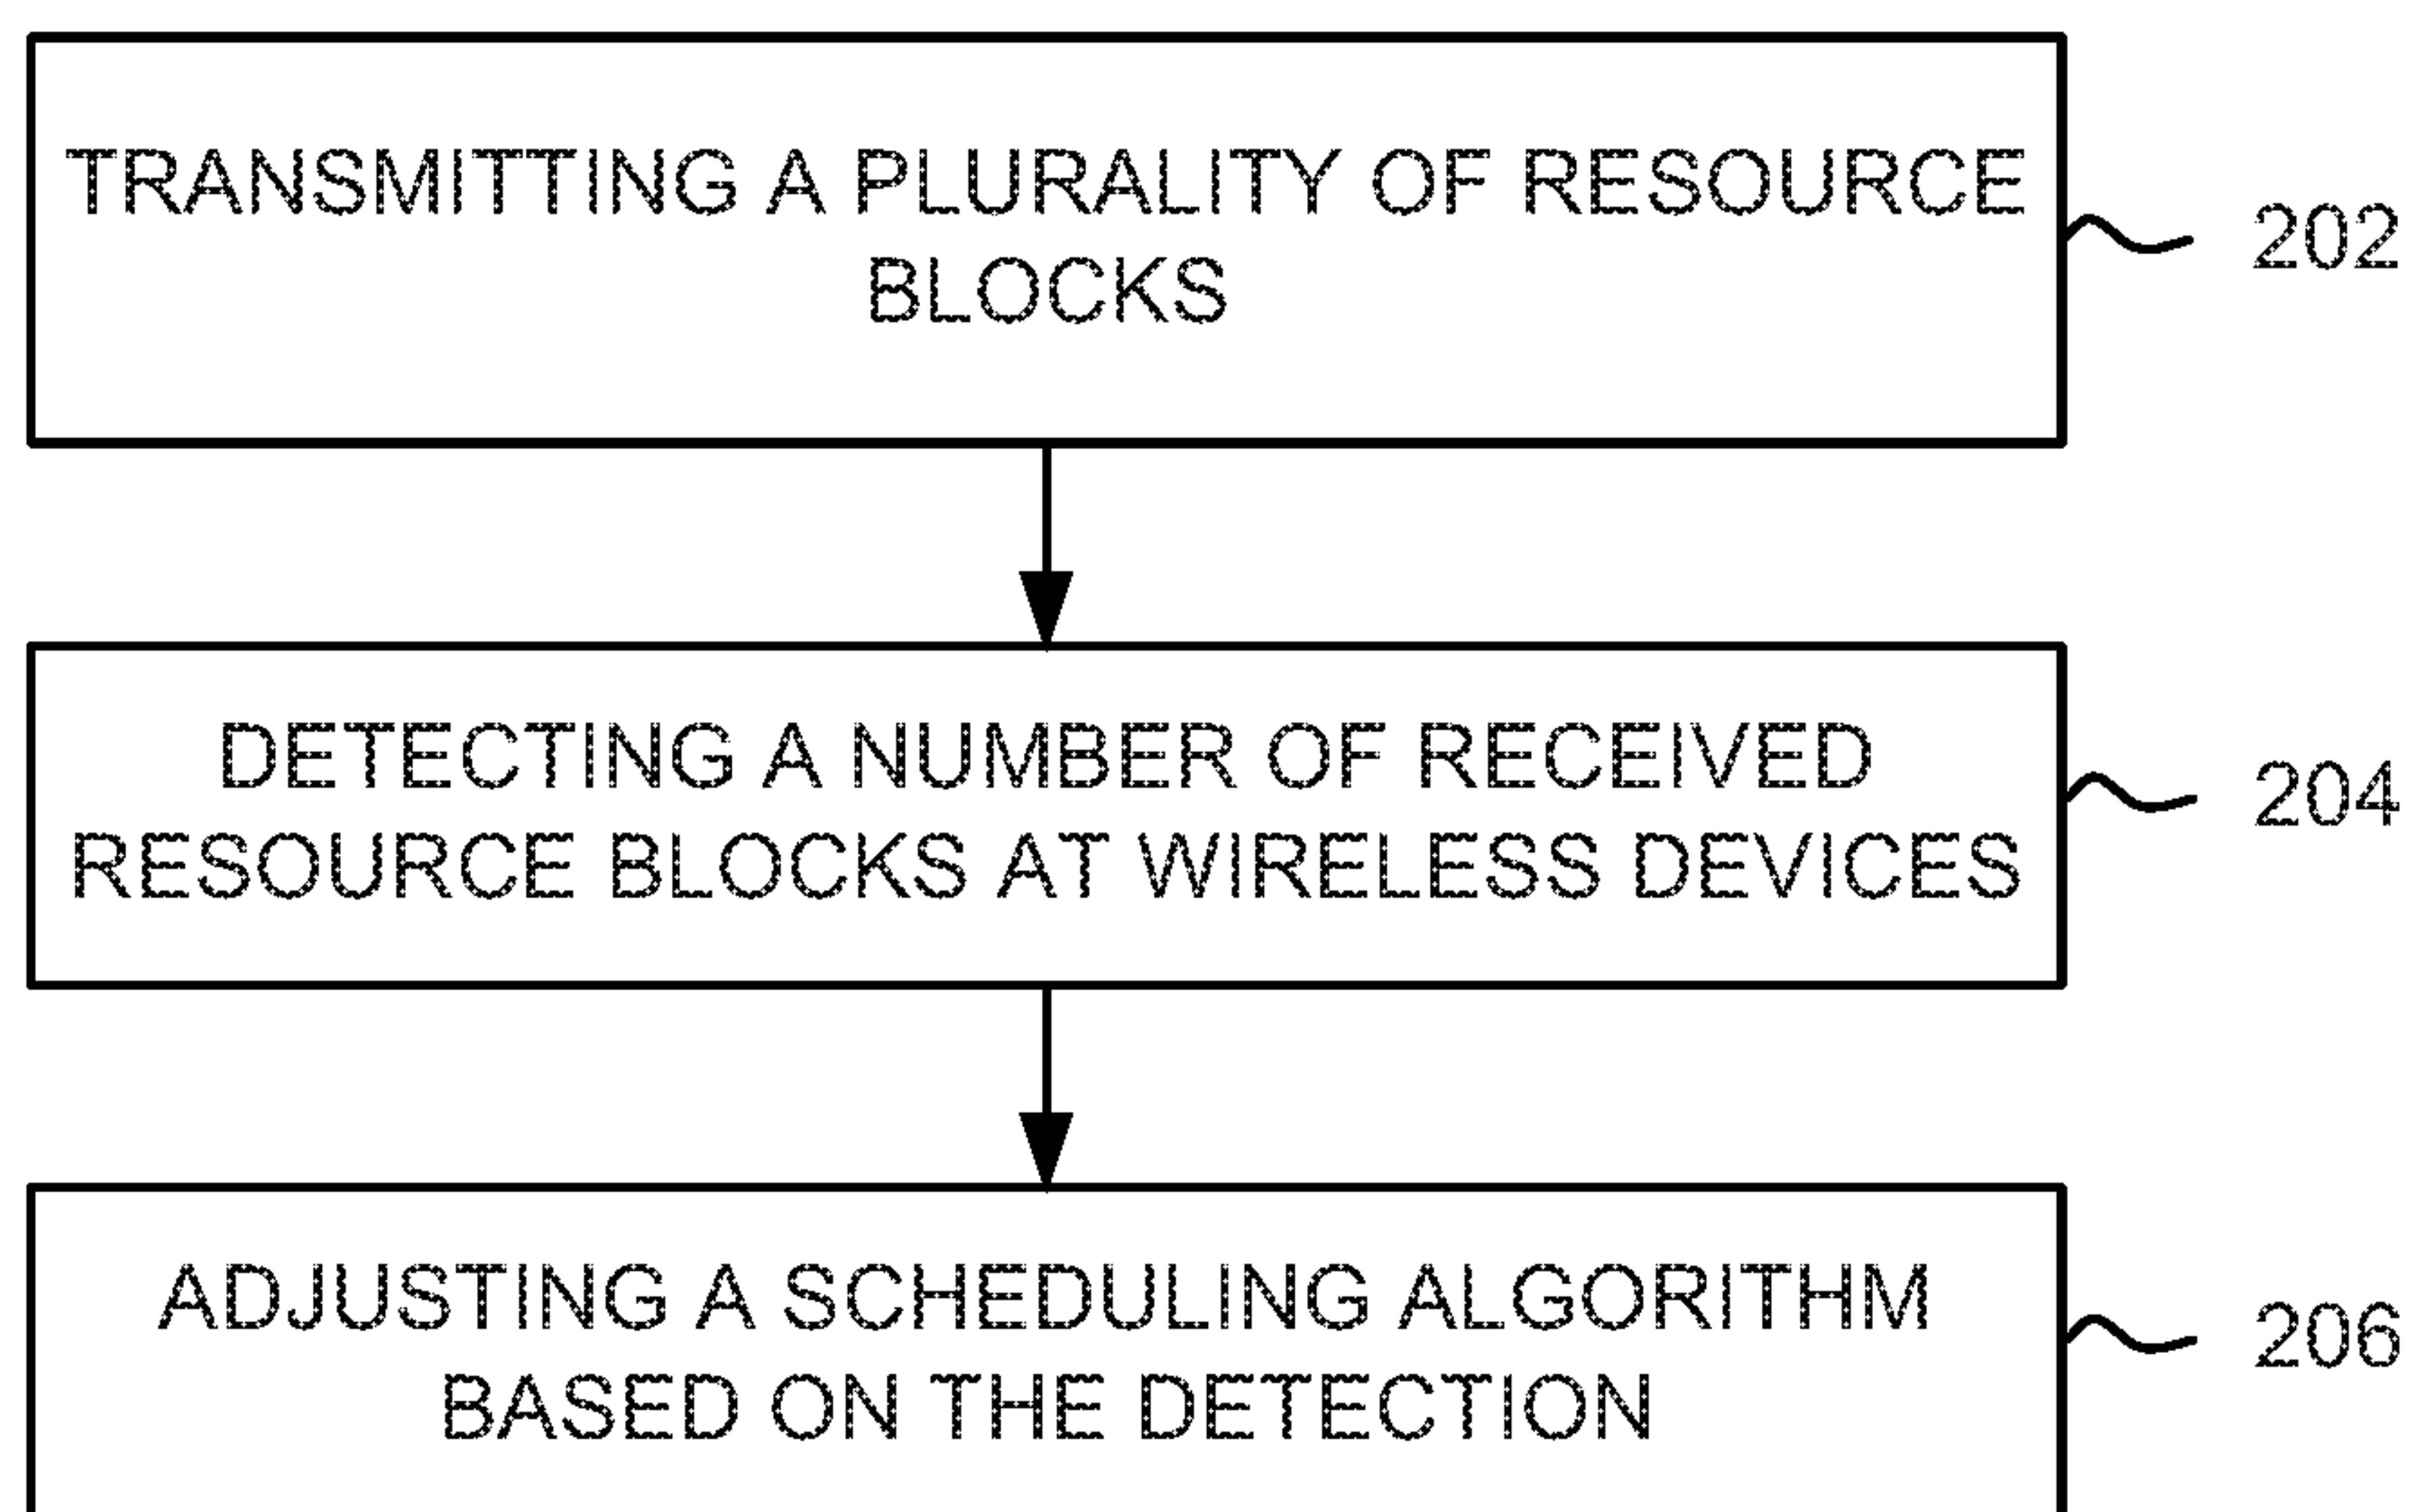 TRANSMITTING A PLURALITY OF RESOURCE
BLOCKS
202
DETECTING A NUMBER OF RECEIVED
RESOURCE BLOCKS AT WIRELESS DEVICES
204
ADJUSTING A SCHEDULING ALGORITHM
BASED ON THE DETECTION
206